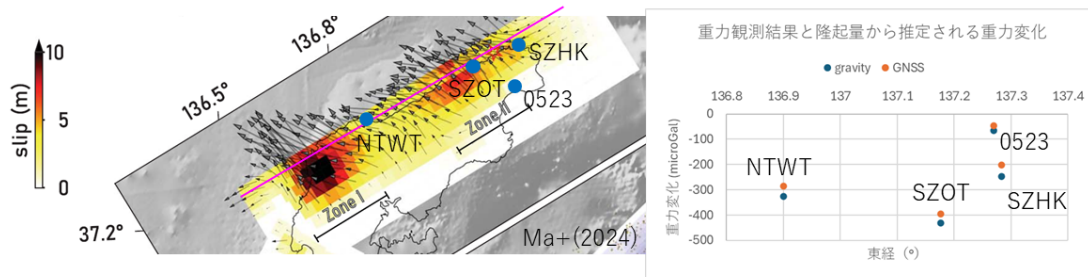 10
5
0
slip (m)
136.8°
136.5°
37.2°
SZHK
SZOT
0523
NTWT
Zone II
Zone I
Ma+(2024)
重力観測結果と隆起量から推定される重力変化
gravity GNSS
136.8 136.9 137 137.1 137.2 137.3 137.4
0
-100
-200
-300
-400
-500
重力変化 (microGal)
0523
NTWT
SZOT
SZHK
東経（°）